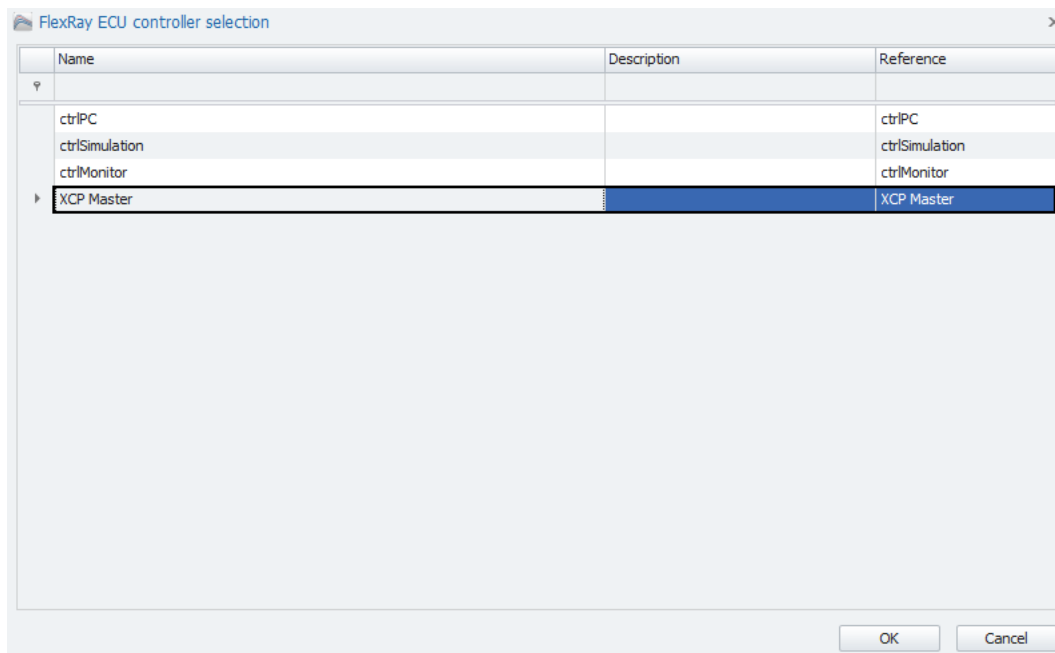 FlexRay ECU controller selection
Name Description Reference
ctrlPC ctrlPC
ctrlSimulation ctrlSimulation
ctrlMonitor ctrlMonitor
XCP Master XCP Master
OK Cancel